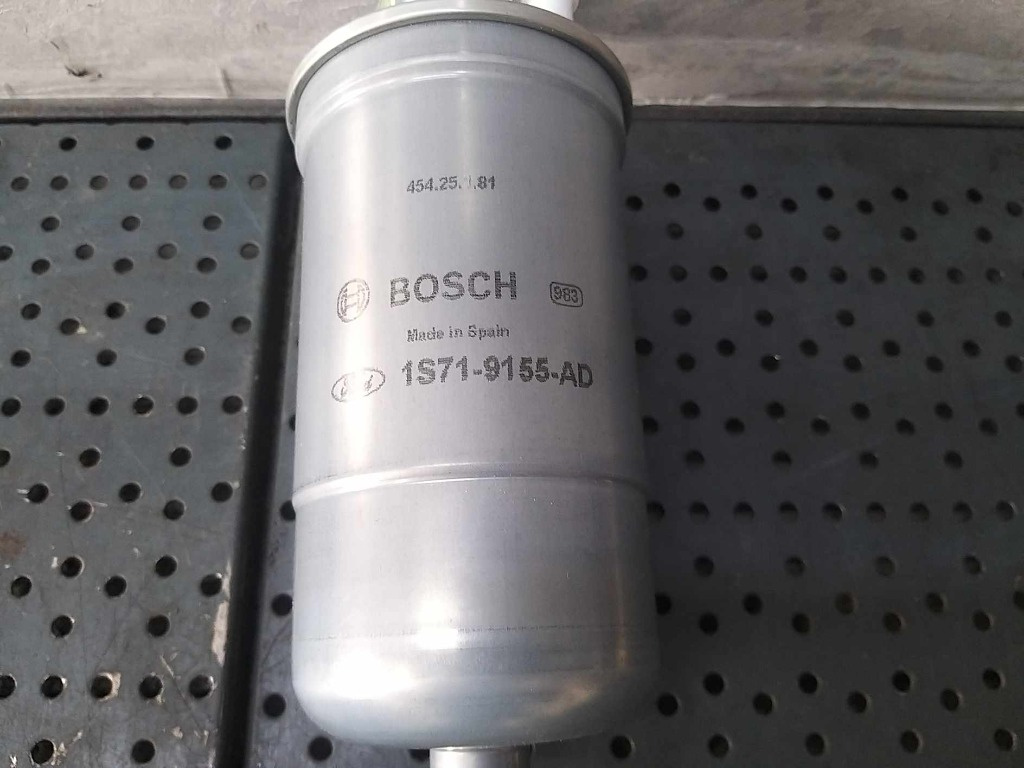 BOSCH 983
Made in Spain
1S71-9155-AD